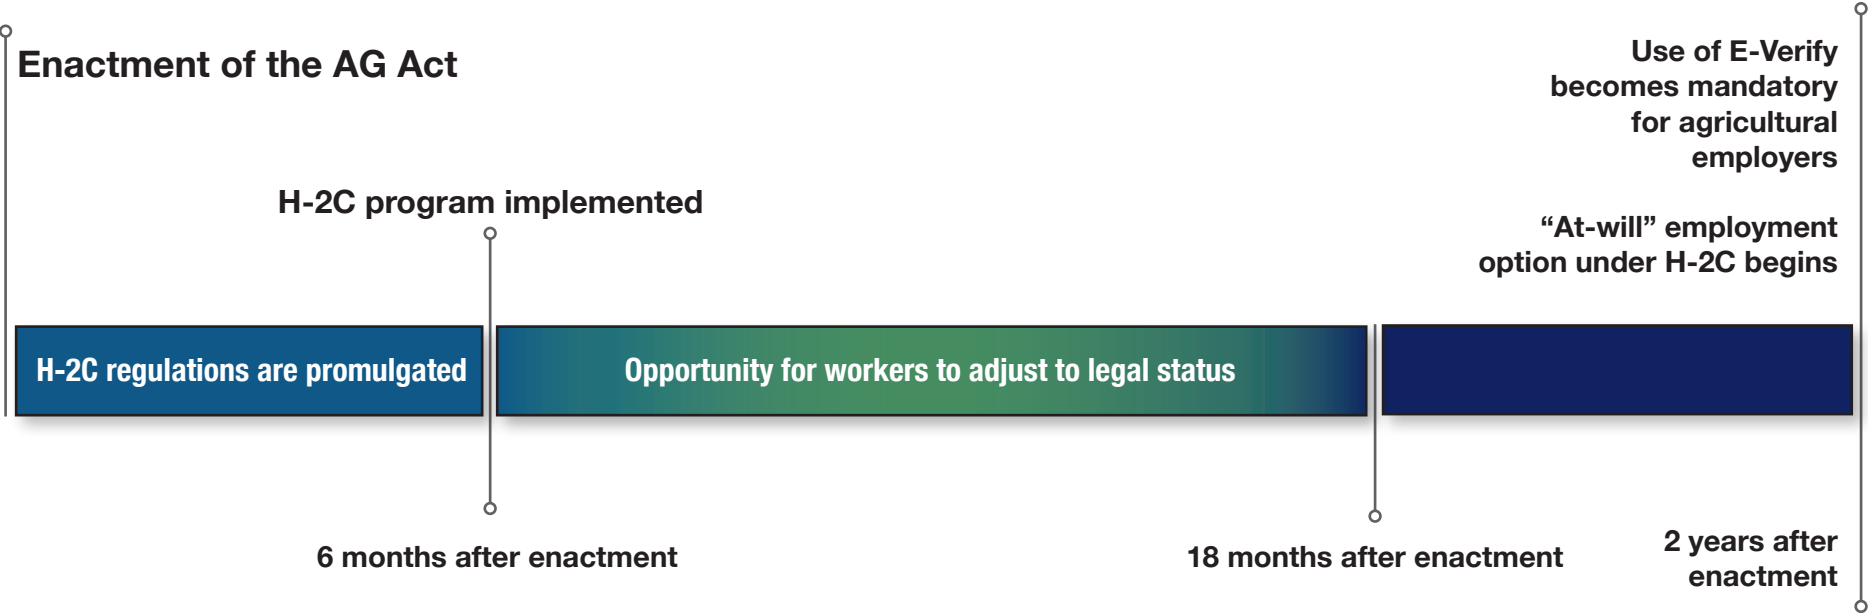 Enactment of the AG Act
Use of E-Verify
becomes mandatory
for agricultural
employers
H-2C program implemented
“At-will” employment
option under H-2C begins
H-2C regulations are promulgated
Opportunity for workers to adjust to legal status
6 months after enactment
18 months after enactment
2 years after
enactment